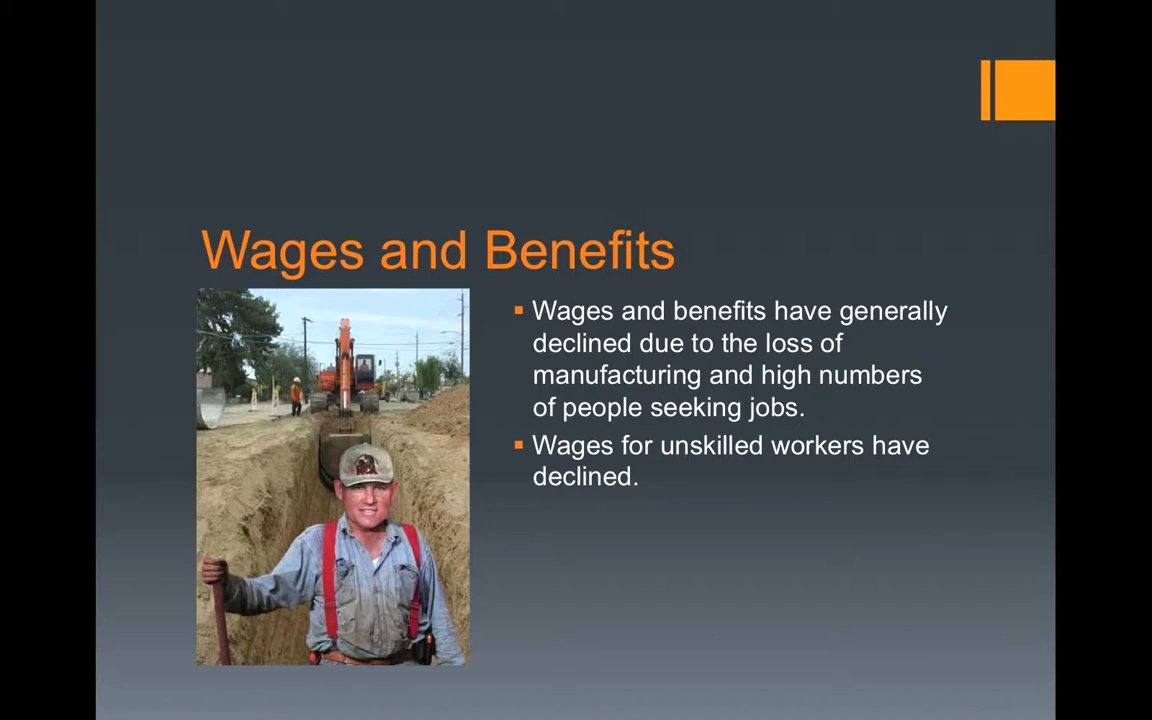 Wages and Benefits
Wages and benefits have generally
declined due to the loss of
manufacturing and high numbers
of people seeking jobs.
Wages for unskilled workers have
declined.